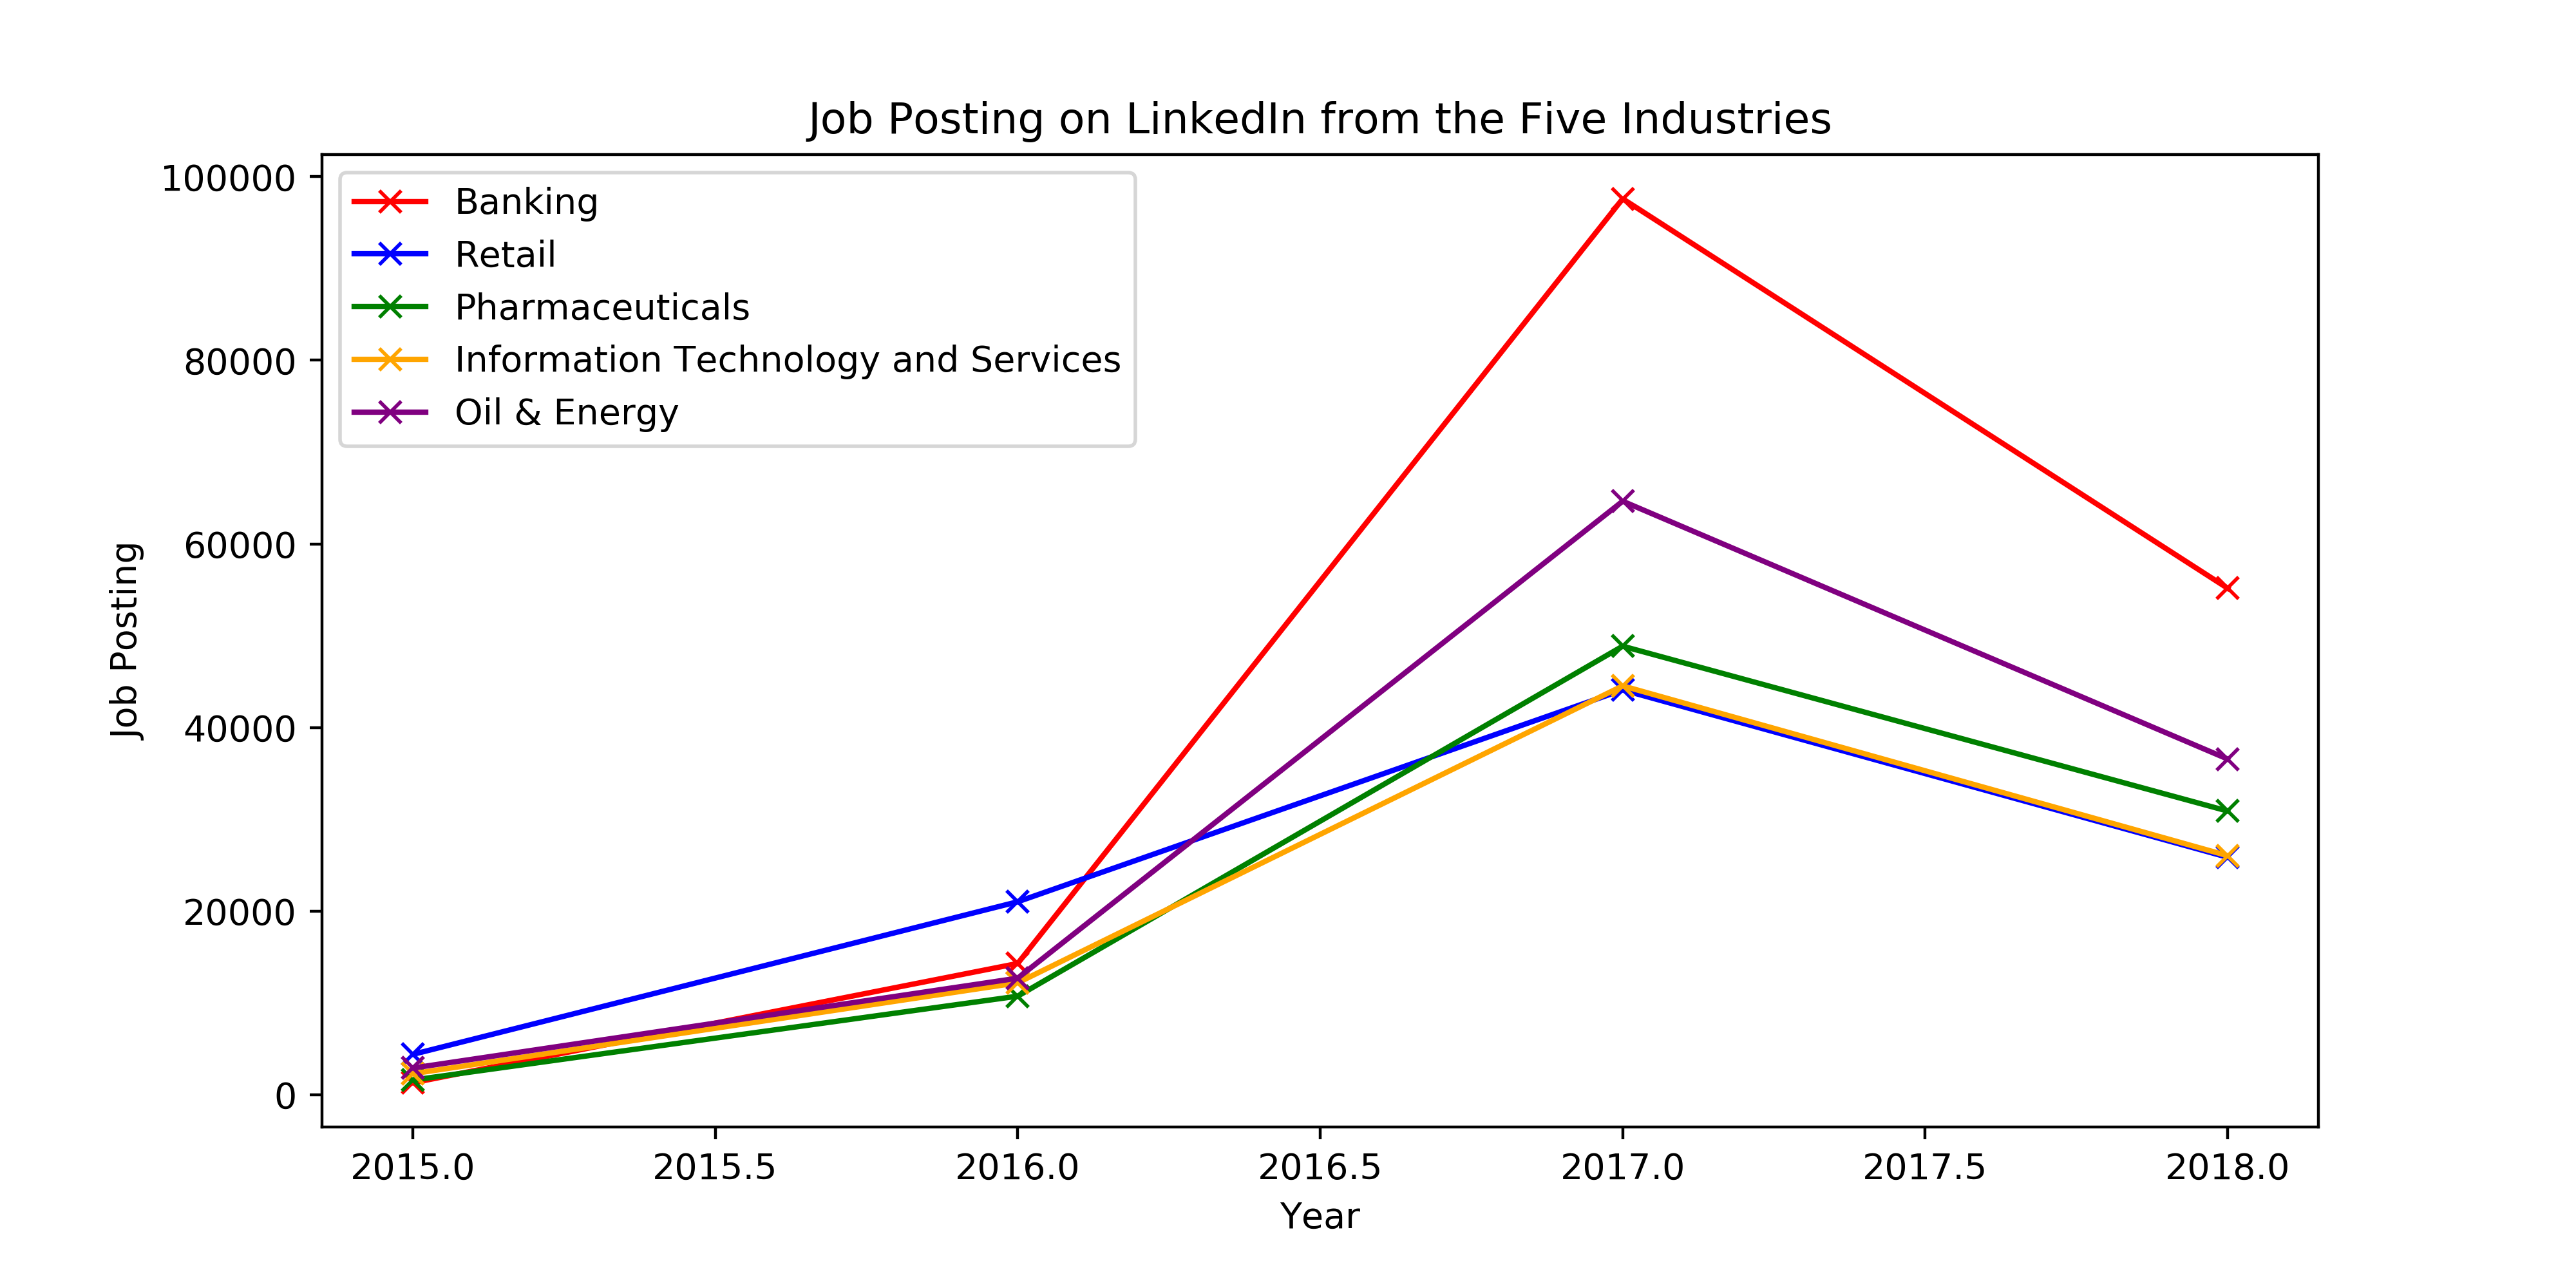 Job Posting on LinkedIn from the Five Industries
100000
80000
60000
40000
20000
0
Job Posting
Banking
Retail
Pharmaceuticals
Information Technology and Services
Oil & Energy
2015.0 2015.5 2016.0 2016.5 2017.0 2017.5 2018.0
Year